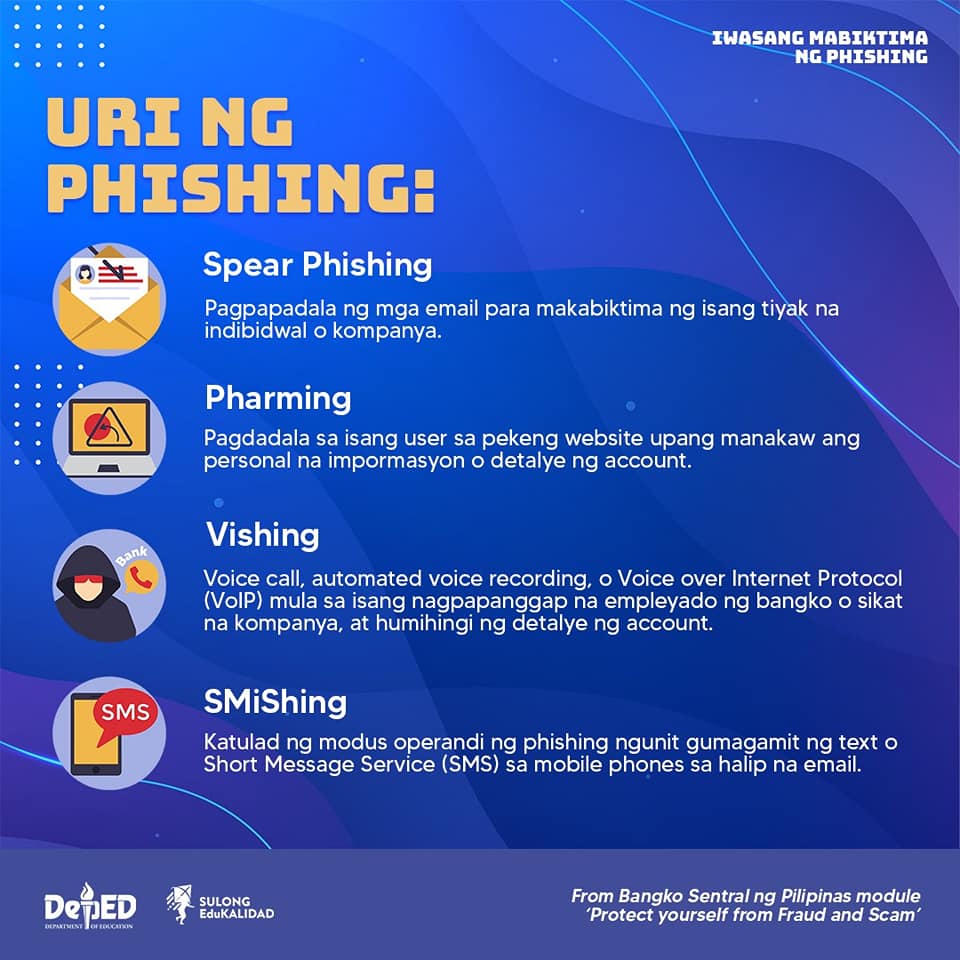 IWASANG MABIKTIMA
NG PHISHING
URI NG
PHISHING:
Spear Phishing
Pagpapadala ng mga email para makabiktima ng isang tiyak na
indibidwal o kompanya.
Pharming
Pagdadala sa isang user sa pekeng website upang manakaw ang
personal na impormasyon o detalye ng account.
Bank
Vishing
Voice call, automated voice recording, o Voice over Internet Protocol
(VoIP) mula sa isang nagpapanggap na empleyado ng bangko o sikat
na kompanya, at humihingi ng detalye ng account.
SMS
SMiShing
Katulad ng modus operandi ng phishing ngunit gumagamit ng text o
Short Message Service (SMS) sa mobile phones sa halip na email.
DepED
DEPARTMENT OF EDUCATION
SULONG
EduKALIDAD
From Bangko Sentral ng Pilipinas module
'Protect yourself from Fraud and Scam'